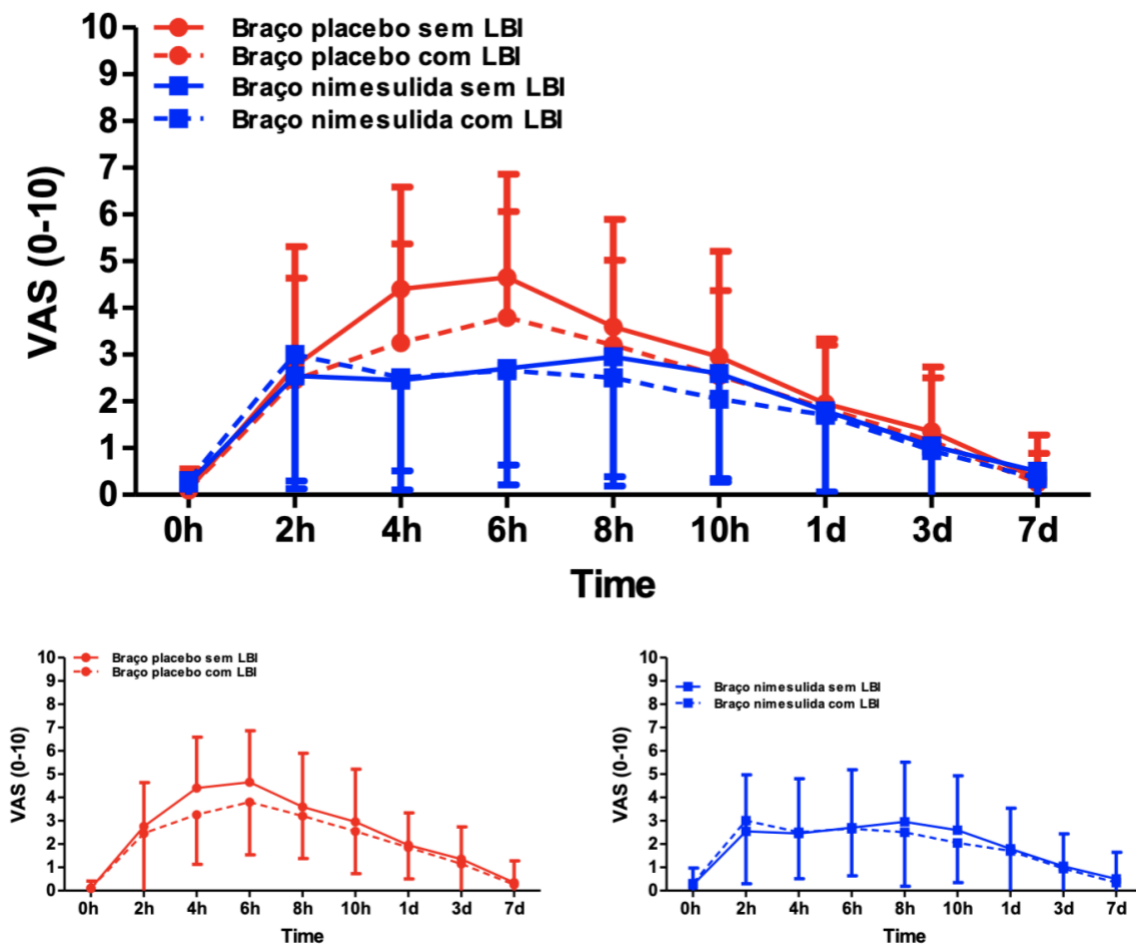 Braço placebo sem LBI
Braço placebo com LBI
Braço nimesulida sem LBI
Braço nimesulida com LBI
VAS (0-10)
10
9
8
7
6
5
4
3
2
1
0
0h 2h 4h 6h 8h 10h 1d 3d 7d
Time
Braço placebo sem LBI
Braço placebo com LBI
VAS (0-10)
10
9
8
7
6
5
4
3
2
1
0
0h 2h 4h 6h 8h 10h 1d 3d 7d
Time
Braço nimesulida sem LBI
Braço nimesulida com LBI
VAS (0-10)
10
9
8
7
6
5
4
3
2
1
0
0h 2h 4h 6h 8h 10h 1d 3d 7d
Time